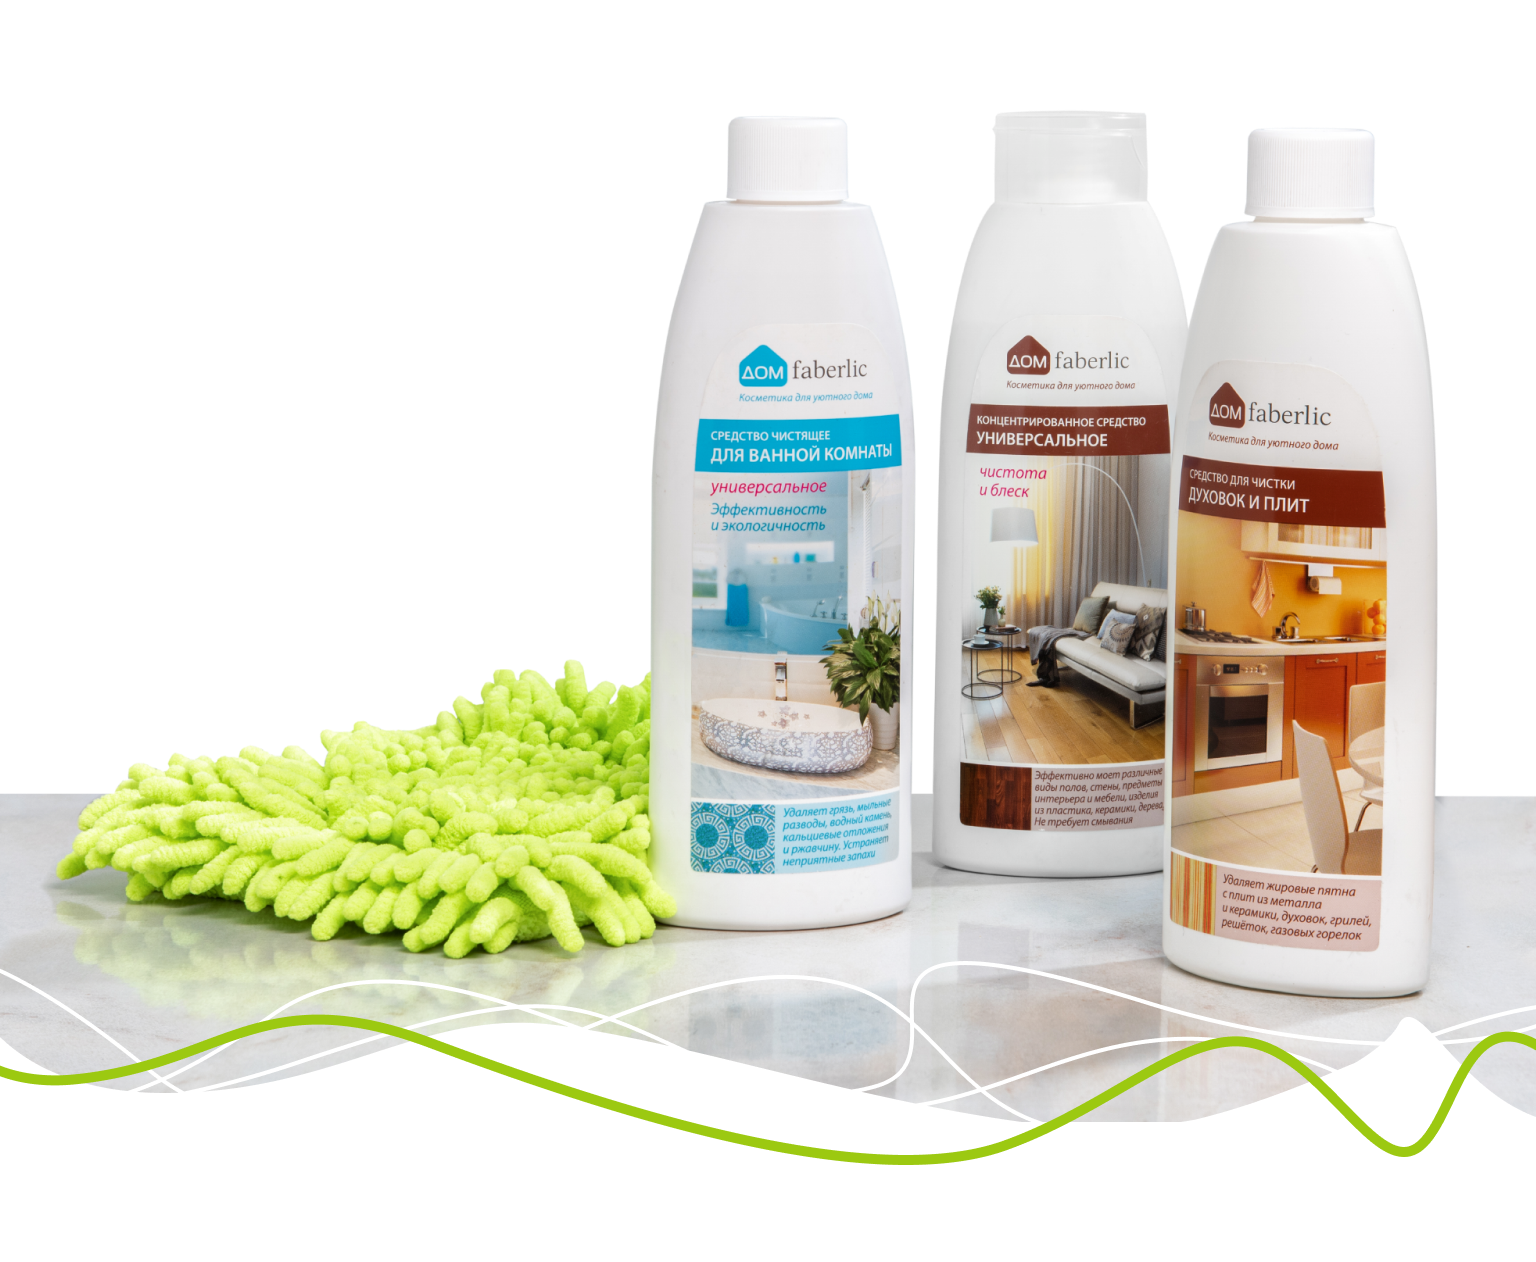 ДОМ faberlic
Косметика для уютного дома
СРЕДСТВО ЧИСТЯЩЕЕ
ДЛЯ ВАННОЙ КОМНАТЫ
универсальное
Эффективность
и экологичность
Удаляет грязь, мыльные
разводы, водный камень,
кальциевые отложения
и ржавчину. Устраняет
неприятные запахи
ДОМ faberlic
Косметика для уютного дома
КОНЦЕНТРИРОВАННОЕ СРЕДСТВО
УНИВЕРСАЛЬНОЕ
чистота
и блеск
Эффективно моет различные
виды полов, стены, предметы
интерьера и мебели, изделия
из пластика, керамики, дерева.
Не требует смывания
ДОМ faberlic
Косметика для уютного дома
СРЕДСТВО ДЛЯ ЧИСТКИ
ДУХОВОК И ПЛИТ
Удаляет жировые пятна
с плит из металла
и керамики, духовок, грилей,
решёток, газовых горелок